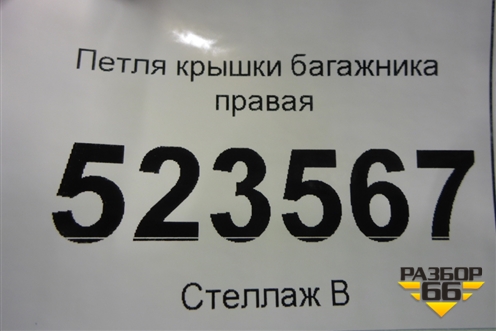 Петля крышки багажника
правая
523567
Стеллаж В
РАЗБОР
66